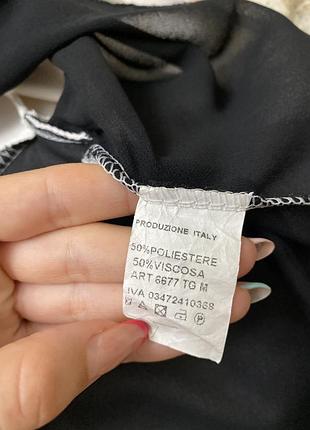 PRODUZIONE ITALY
50%POLIESTERE
50%VISCOSA
ART 6677 TG M
IVA 03472410368